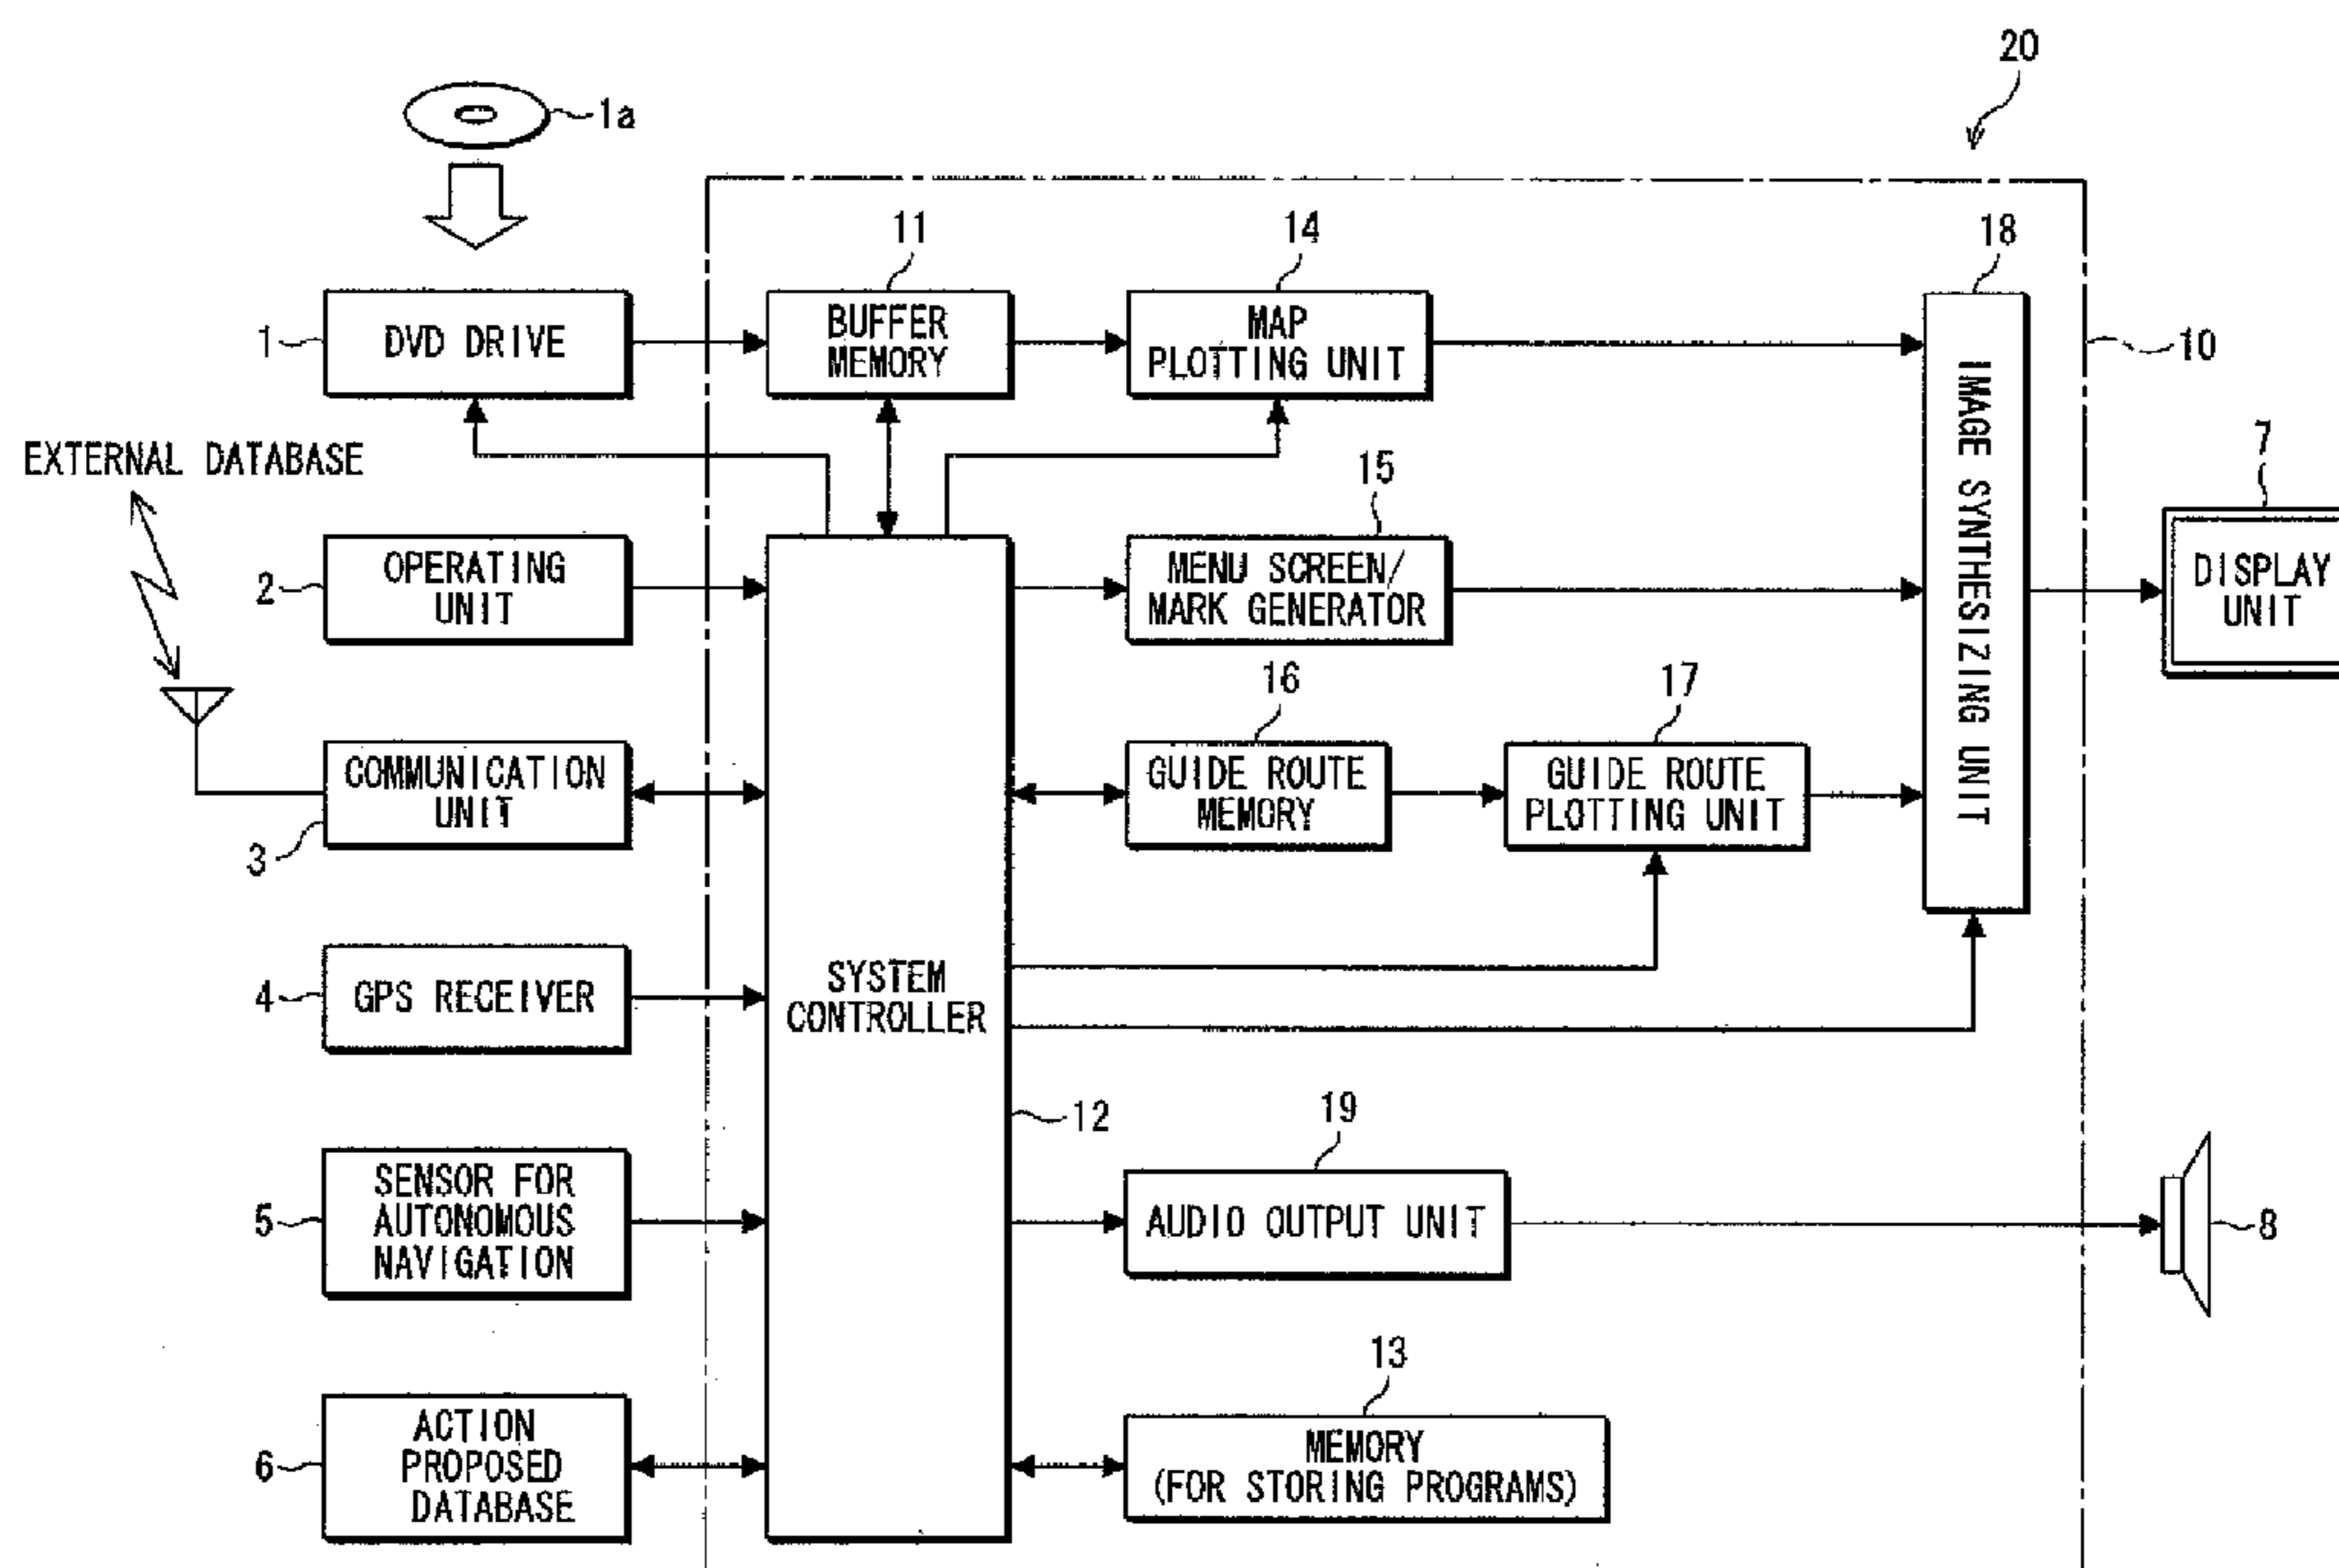 20
1a
11
14
18
1
DVD DRIVE
BUFFER
MEMORY
MAP
PLOTTING UNIT
10
IMAGE SYNTHESIZING UNIT
EXTERNAL DATABASE
7
15
2
OPERATING
UNIT
MENU SCREEN/
MARK GENERATOR
DISPLAY
UNIT
16
17
COMMUNICATION
UNIT
3
GUIDE ROUTE
MEMORY
GUIDE ROUTE
PLOTTING UNIT
4
GPS RECEIVER
SYSTEM
CONTROLLER
12
19
5
SENSOR FOR
AUTONOMOUS
NAVIGATION
AUDIO OUTPUT UNIT
8
13
6
ACTION
PROPOSED
DATABASE
MEMORY
(FOR STORING PROGRAMS)